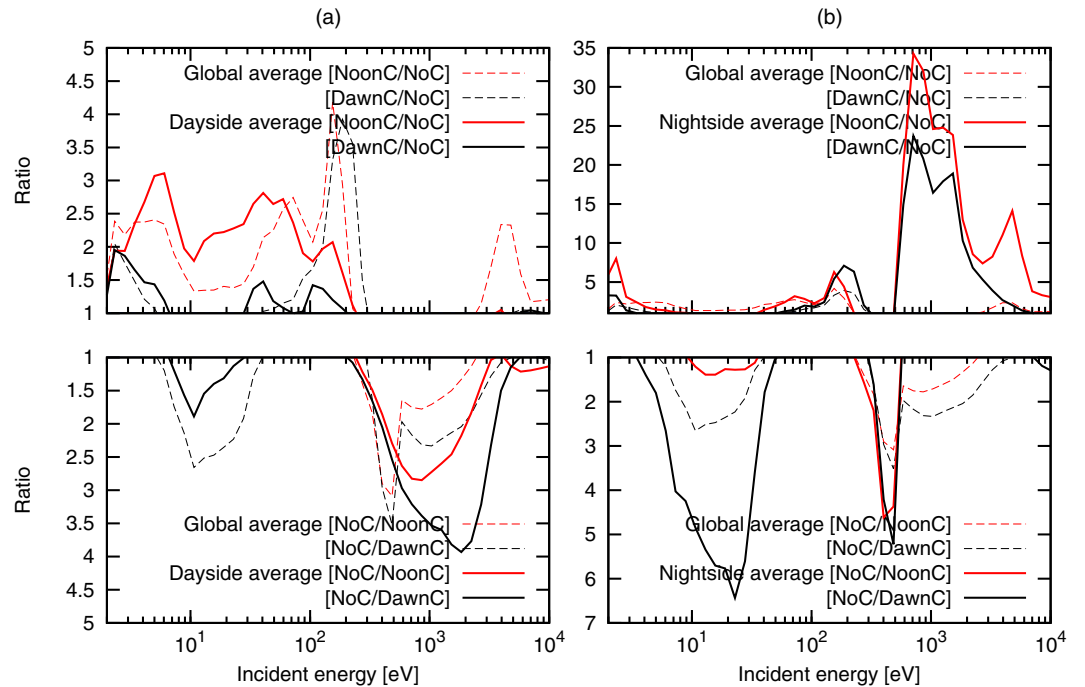 (a)
(b)
5
4.5
4
3.5
3
2.5
2
1.5
1
Ratio
Global average [NoonC/NoC]
[DawnC/NoC]
Dayside average [NoonC/NoC]
[DawnC/NoC]
35
30
25
20
15
10
5
Global average [NoonC/NoC]
[DawnC/NoC]
Nightside average [NoonC/NoC]
[DawnC/NoC]
1
1.5
2
2.5
3
3.5
4
4.5
5
Ratio
Global average [NoC/NoonC]
[NoC/DawnC]
Dayside average [NoC/NoonC]
[NoC/DawnC]
10¹
10²
10³
10⁴
Incident energy [eV]
1
2
3
4
5
6
7
Global average [NoC/NoonC]
[NoC/DawnC]
Nightside average [NoC/NoonC]
[NoC/DawnC]
10¹
10²
10³
10⁴
Incident energy [eV]